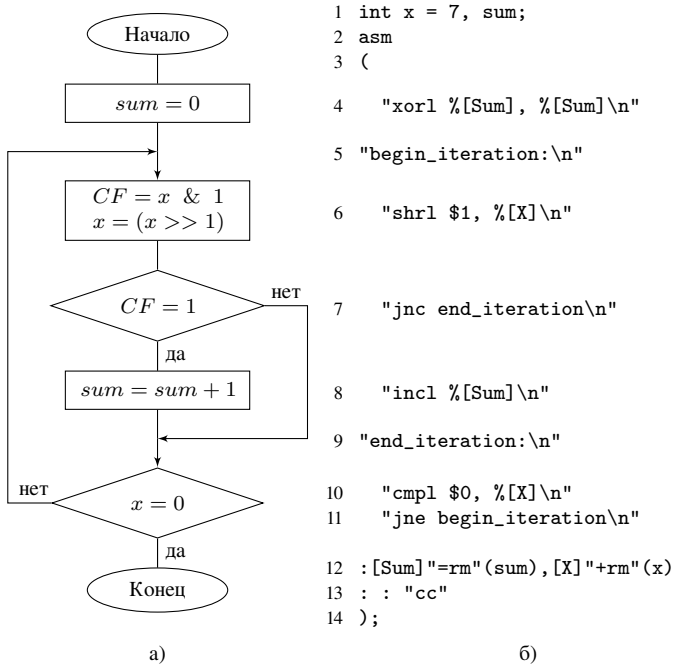 Начало
sum = 0
CF = x & 1
x = (x >> 1)
CF = 1
нет
да
sum = sum + 1
x = 0
нет
да
Конец
а)
1 int x = 7, sum;
2 asm
3 (
4 "xorl %[Sum], %[Sum]\n"
5 "begin_iteration:\n"
6 "shrl $1, %[X]\n"
7 "jnc end_iteration\n"
8 "incl %[Sum]\n"
9 "end_iteration:\n"
10 "cmpl $0, %[X]\n"
11 "jne begin_iteration\n"
12 :[Sum]"=rm"(sum),[X]"+rm"(x)
13 : : "cc"
14 );
б)